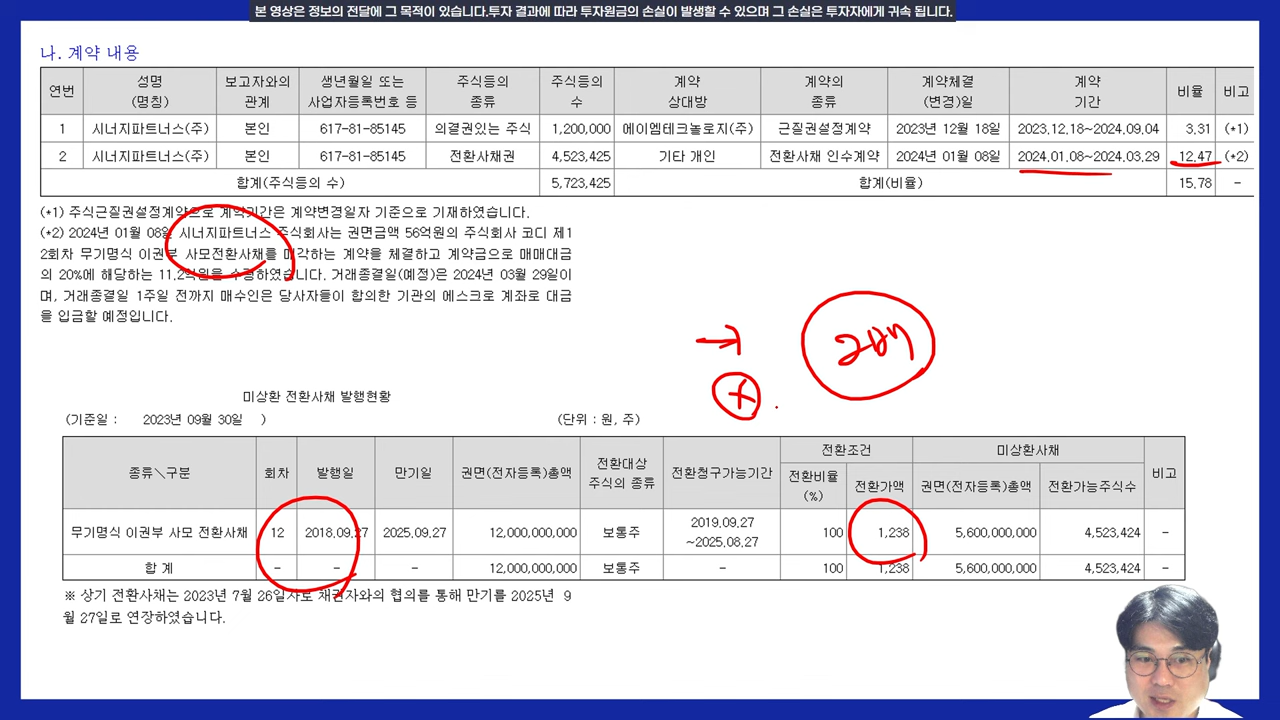 본 영상은 정보의 전달에 그 목적이 있습니다.투자 결과에 따라 투자원금의 손실이 발생할 수 있으며 그 손실은 투자자에게 귀속 됩니다.
나. 계약 내용
연번 성명 (명칭) 보고자와의 관계 생년월일 또는 사업자등록번호 등 주식등의 종류 주식등의 수 계약 상대방 계약의 종류 계약체결 (변경)일 계약 기간 비율 비고
1 시너지파트너스(주) 본인 617-81-85145 의결권있는 주식 1,200,000 에이엠테크놀로지(주) 근질권설정계약 2023년 12월 18일 2023.12.18~2024.09.04 3.31 (*1)
2 시너지파트너스(주) 본인 617-81-85145 전환사채권 4,523,425 기타 개인 전환사채 인수계약 2024년 01월 08일 2024.01.08~2024.03.29 12.47 (*2)
합계(주식등의 수) 5,723,425 합계(비율) 15.78 -
(*1) 주식근질권설정계약으로 계약기간은 계약변경일자 기준으로 기재하였습니다.
(*2) 2024년 01월 08일 시너지파트너스 주식회사는 권면금액 56억원의 주식회사 코디 제1
2회차 무기명식 이권부 사모전환사채를 매각하는 계약을 체결하고 계약금으로 매매대금
의 20%에 해당하는 11.2억원을 수령하였습니다. 거래종결일(예정)은 2024년 03월 29일이
며, 거래종결일 1주일 전까지 매수인은 당사자들이 합의한 기관의 에스크로 계좌로 대금
을 입금할 예정입니다.
미상환 전환사채 발행현황
(기준일 : 2023년 09월 30일 ) (단위 : 원, 주)
종류＼구분 회차 발행일 만기일 권면(전자등록)총액 전환대상 주식의 종류 전환청구가능기간 전환조건 미상환사채 비고
전환비율 (%) 전환가액 권면(전자등록)총액 전환가능주식수
무기명식 이권부 사모 전환사채 12 2018.09.27 2025.09.27 12,000,000,000 보통주 2019.09.27 ~2025.08.27 100 1,238 5,600,000,000 4,523,424 -
합 계 - - - 12,000,000,000 보통주 - 100 1,238 5,600,000,000 4,523,424 -
※ 상기 전환사채는 2023년 7월 26일자로 채권자와의 협의를 통해 만기를 2025년 9
월 27일로 연장하였습니다.